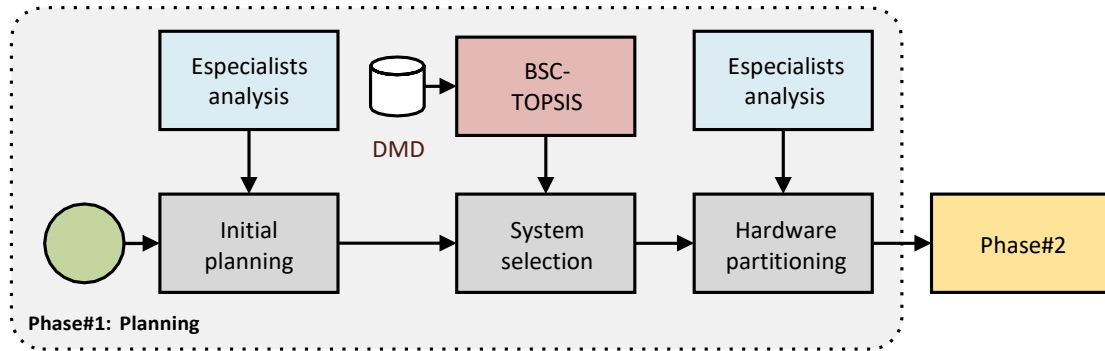 Especialists
analysis
BSC-
TOPSIS
Especialists
analysis
DMD
Initial
planning
System
selection
Hardware
partitioning
Phase#2
Phase#1: Planning